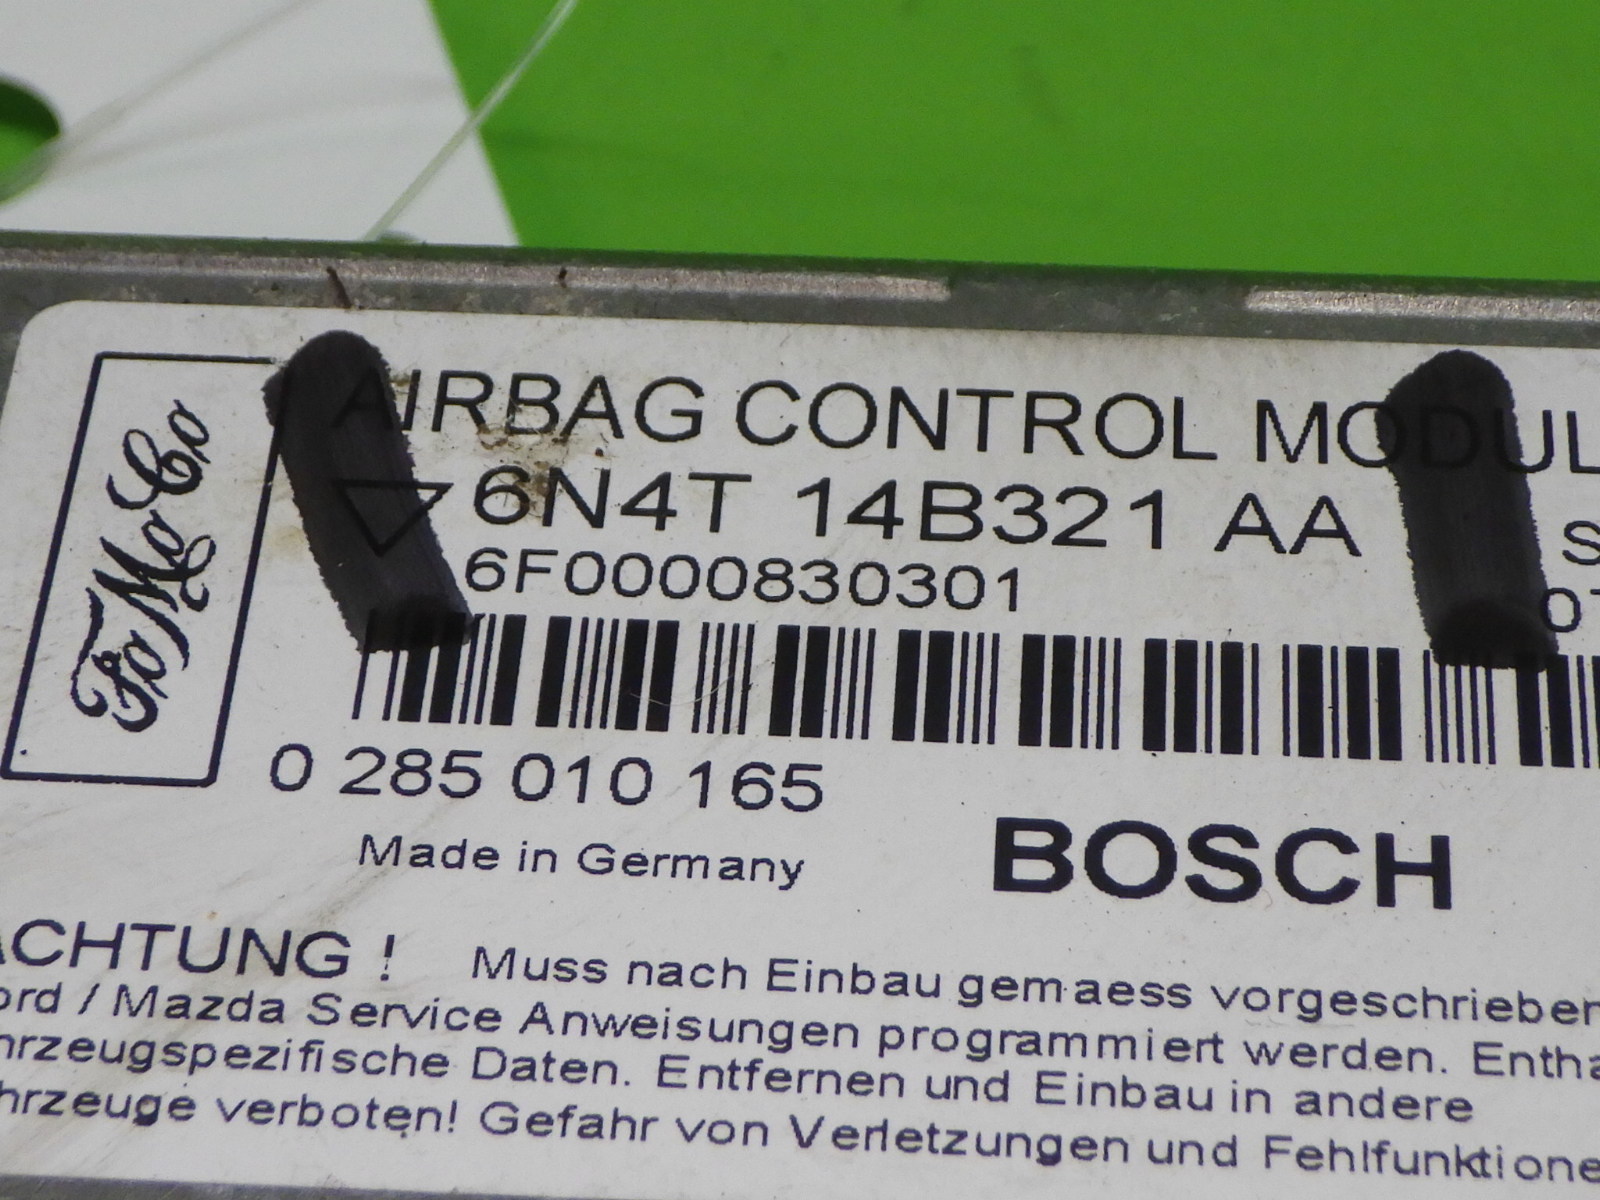 FoMoCo
AIRBAG CONTROL MODUL
6N4T 14B321 AA
6F0000830301
0 285 010 165
Made in Germany
BOSCH
ACHTUNG ! Muss nach Einbau gemaess vorgeschrieben
ord / Mazda Service Anweisungen programmiert werden. Entha
hrzeugspezifische Daten. Entfernen und Einbau in andere
hrzeuge verboten! Gefahr von Verletzungen und Fehlfunktione